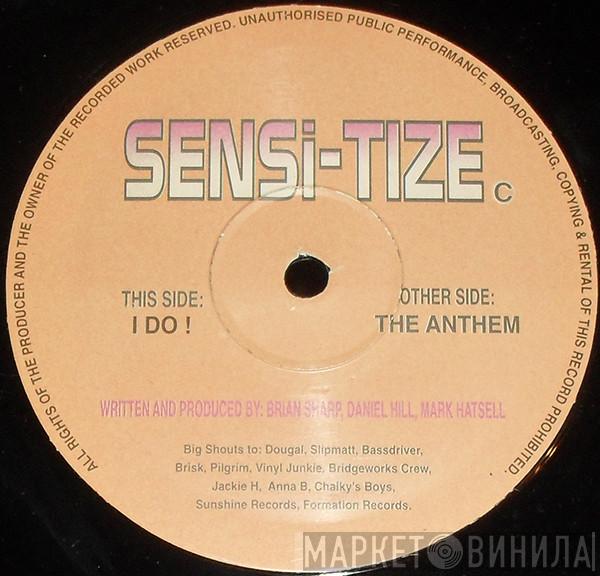 ALL RIGHTS OF THE PRODUCER AND THE OWNER OF THE RECORDED WORK RESERVED. UNAUTHORISED PUBLIC PERFORMANCE, BROADCASTING, COPYING & RENTAL OF THIS RECORD PROHIBITED.
SENSi-TIZE C
THIS SIDE:
I DO !
OTHER SIDE:
THE ANTHEM
WRITTEN AND PRODUCED BY: BRIAN SHARP, DANIEL HILL, MARK HATSELL
Big Shouts to: Dougal, Slipmatt, Bassdriver,
Brisk, Pilgrim, Vinyl Junkie, Bridgeworks Crew,
Jackie H, Anna B, Chalky's Boys,
Sunshine Records, Formation Records.
МАРКЕТ ВИНИЛА